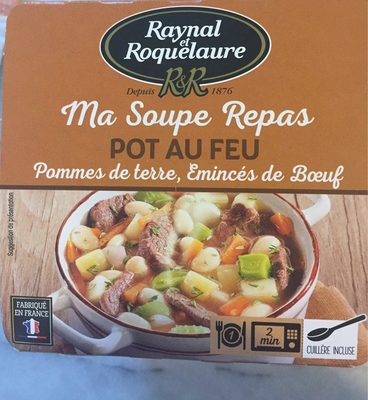 Raynal
et
Roquelaure
Depuis R&R 1876
Ma Soupe Repas
POT AU FEU
Pommes de terre, Emincés de Bœuf
Suggestion de présentation
FABRIQUÉ
EN FRANCE
1
2
min
CUILLÈRE INCLUSE